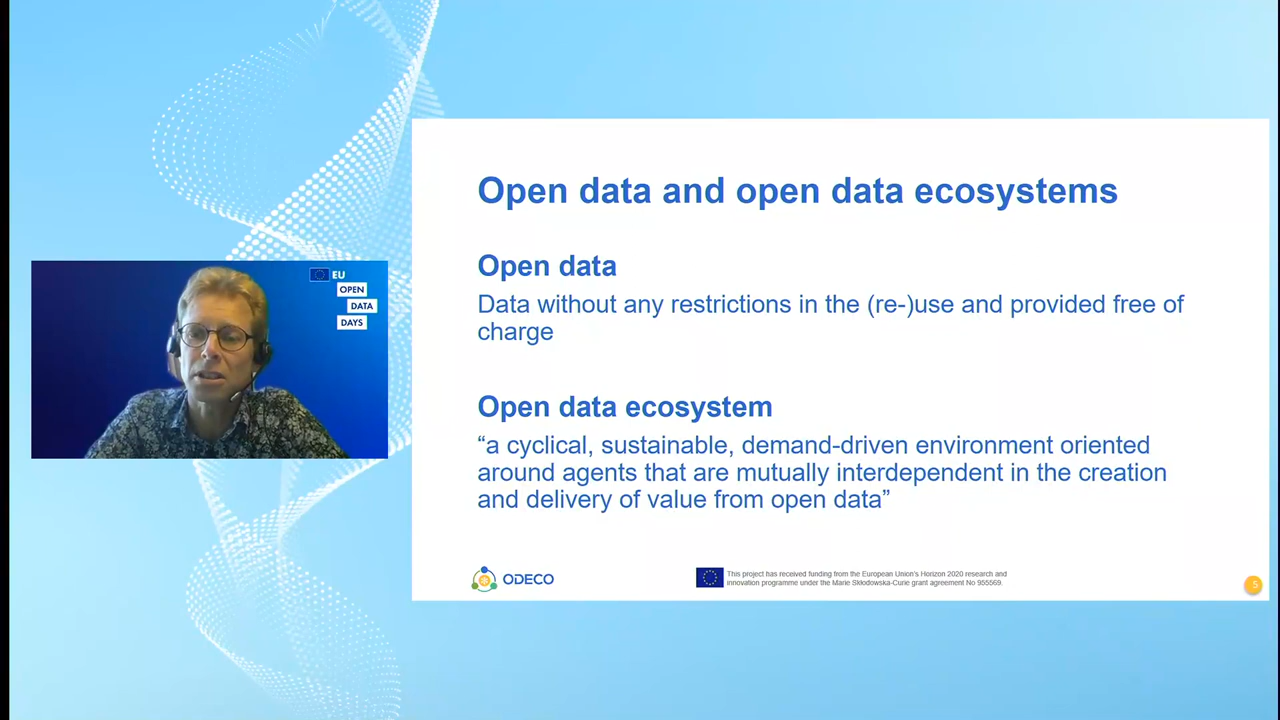 EU
OPEN
DATA
DAYS
Open data and open data ecosystems
Open data
Data without any restrictions in the (re-)use and provided free of
charge
Open data ecosystem
“a cyclical, sustainable, demand-driven environment oriented
around agents that are mutually interdependent in the creation
and delivery of value from open data”
ODECO
This project has received funding from the European Union's Horizon 2020 research and
innovation programme under the Marie Skłodowska-Curie grant agreement No 955569.
5